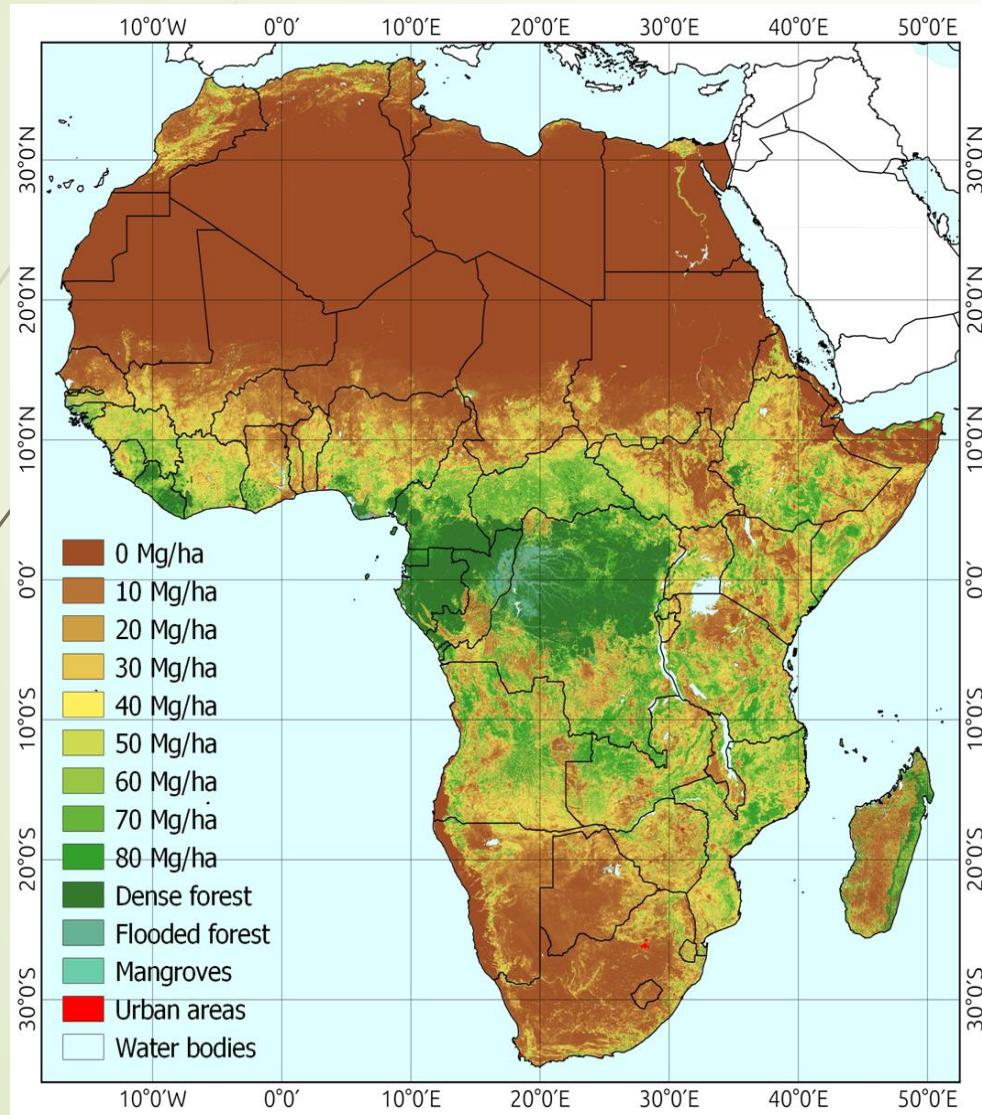 10°0′W 0°0′ 10°0′E 20°0′E 30°0′E 40°0′E 50°0′E
30°0′N 30°0′N
20°0′N 20°0′N
10°0′N 10°0′N
0 Mg/ha
0°0′ 0°0′
10 Mg/ha
20 Mg/ha
30 Mg/ha
40 Mg/ha
10°0′S 10°0′S
50 Mg/ha
60 Mg/ha
70 Mg/ha
80 Mg/ha
20°0′S 20°0′S
Dense forest
Flooded forest
Mangroves
30°0′S 30°0′S
Urban areas
Water bodies
10°0′W 0°0′ 10°0′E 20°0′E 30°0′E 40°0′E 50°0′E